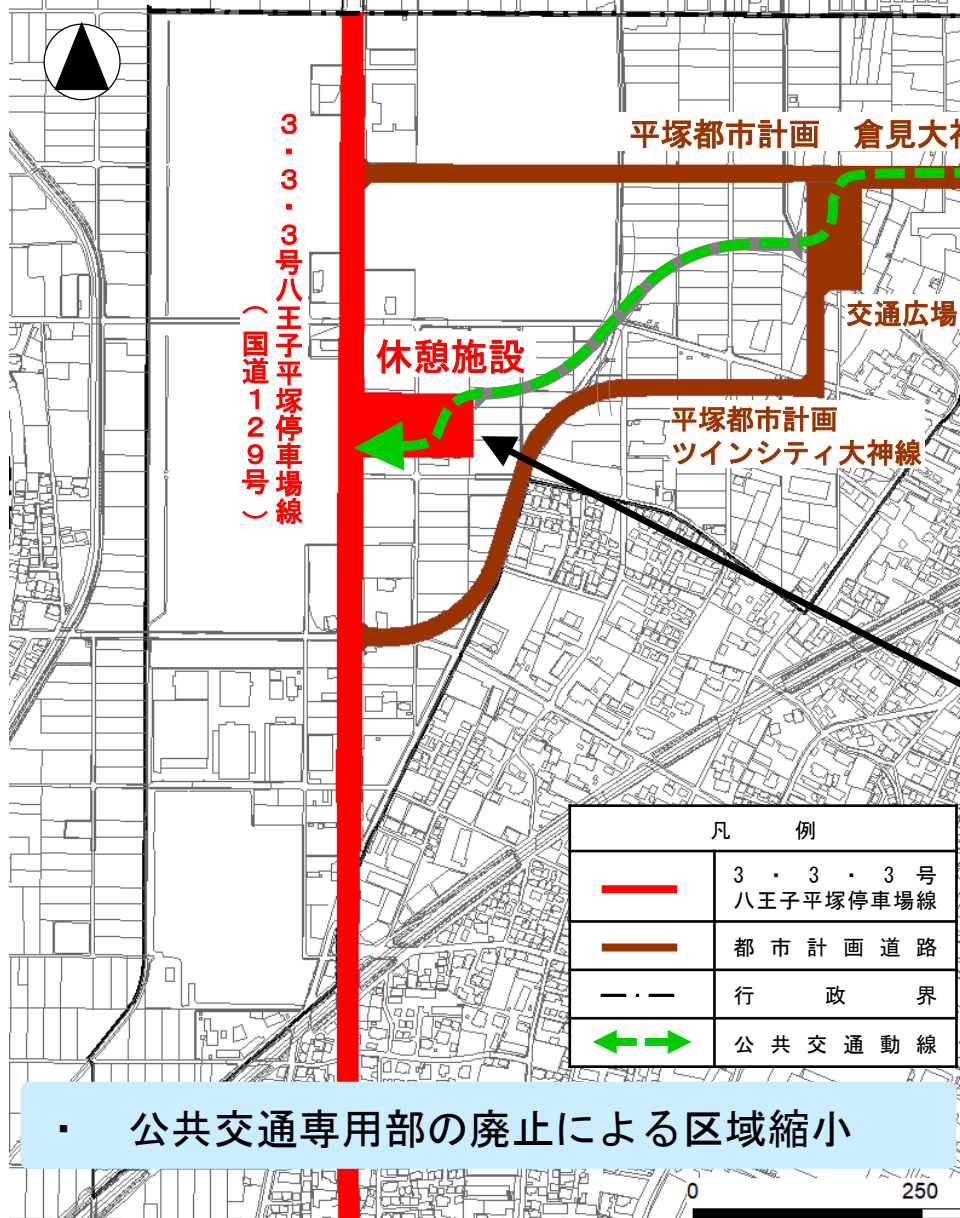 平塚都市計画　倉見大神
3・3・3号八王子平塚停車場線
（国道129号）
休憩施設
交通広場
平塚都市計画
ツインシティ大神線
凡　例
3・3・3号
八王子平塚停車場線
都市計画道路
行政界
公共交通動線
・　公共交通専用部の廃止による区域縮小
0 250